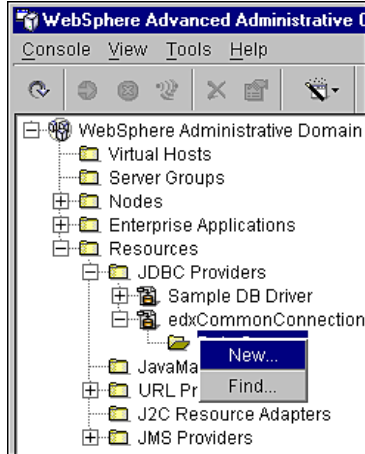 WebSphere Advanced Administrative
Console View Tools Help
WebSphere Administrative Domain
Virtual Hosts
Server Groups
Nodes
Enterprise Applications
Resources
JDBC Providers
Sample DB Driver
edxCommonConnection
New...
JavaMa
Find...
URL Pr
J2C Resource Adapters
JMS Providers